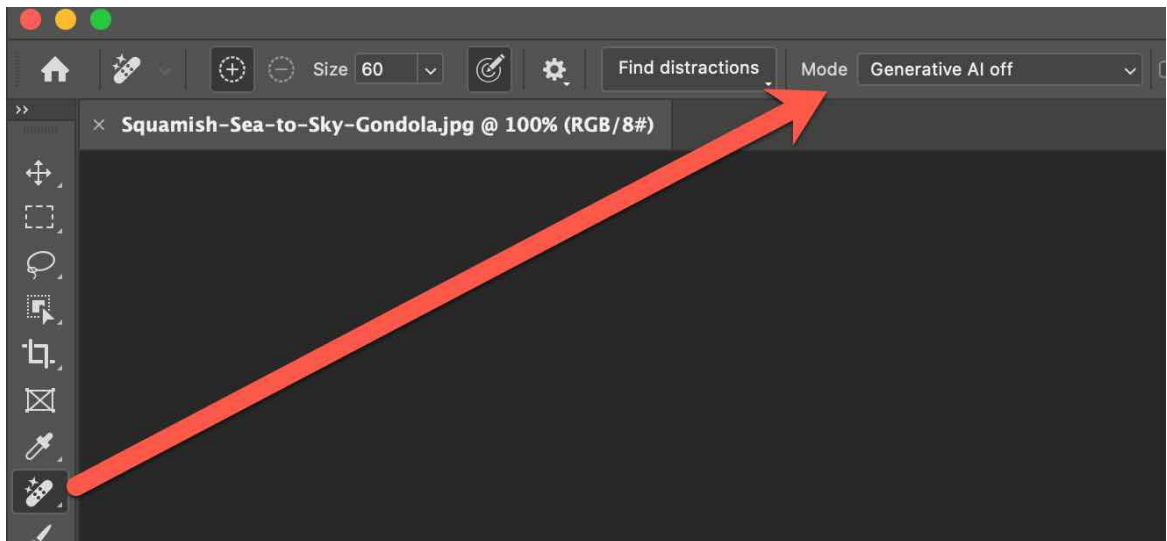 Size 60 Find distractions Mode Generative AI off
Squamish-Sea-to-Sky-Gondola.jpg @ 100% (RGB/8#)